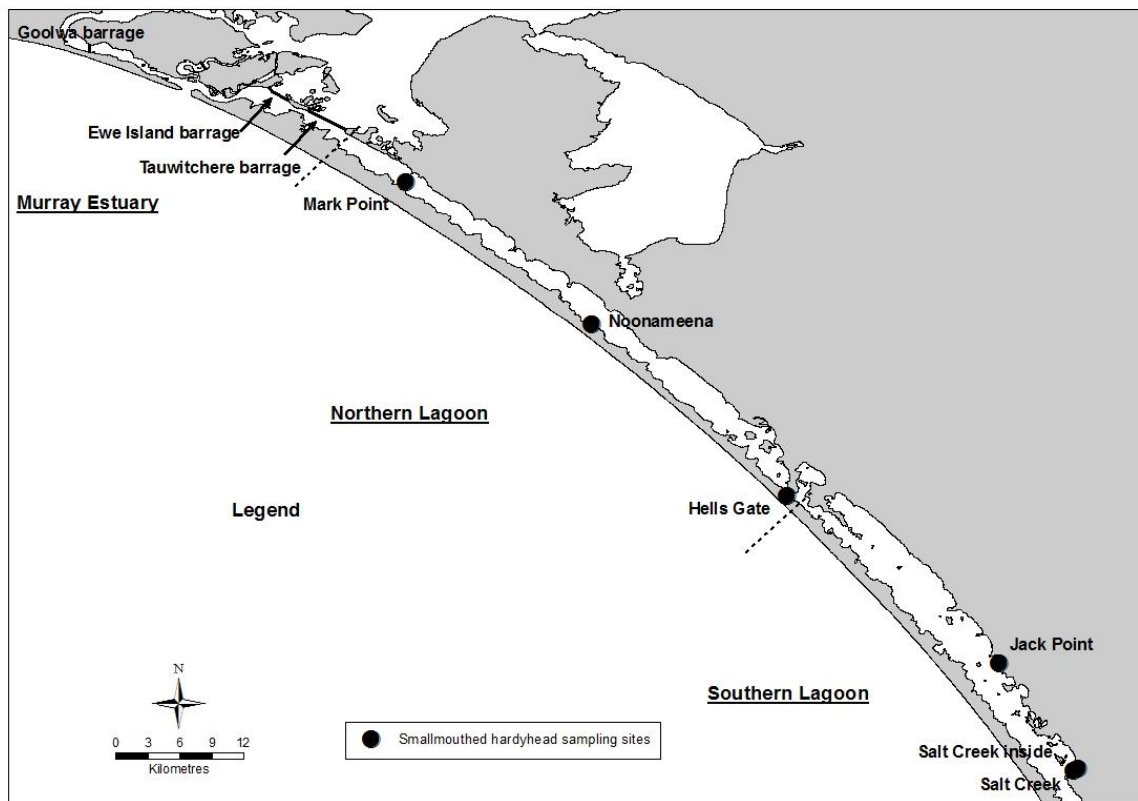 Goolwa barrage
Ewe Island barrage
Tauwitchere barrage
Murray Estuary
Mark Point
Noonameena
Northern Lagoon
Hells Gate
Legend
Jack Point
Southern Lagoon
N
0 3 6 9 12
Kilometres
Smallmouthed hardyhead sampling sites
Salt Creek inside
Salt Creek